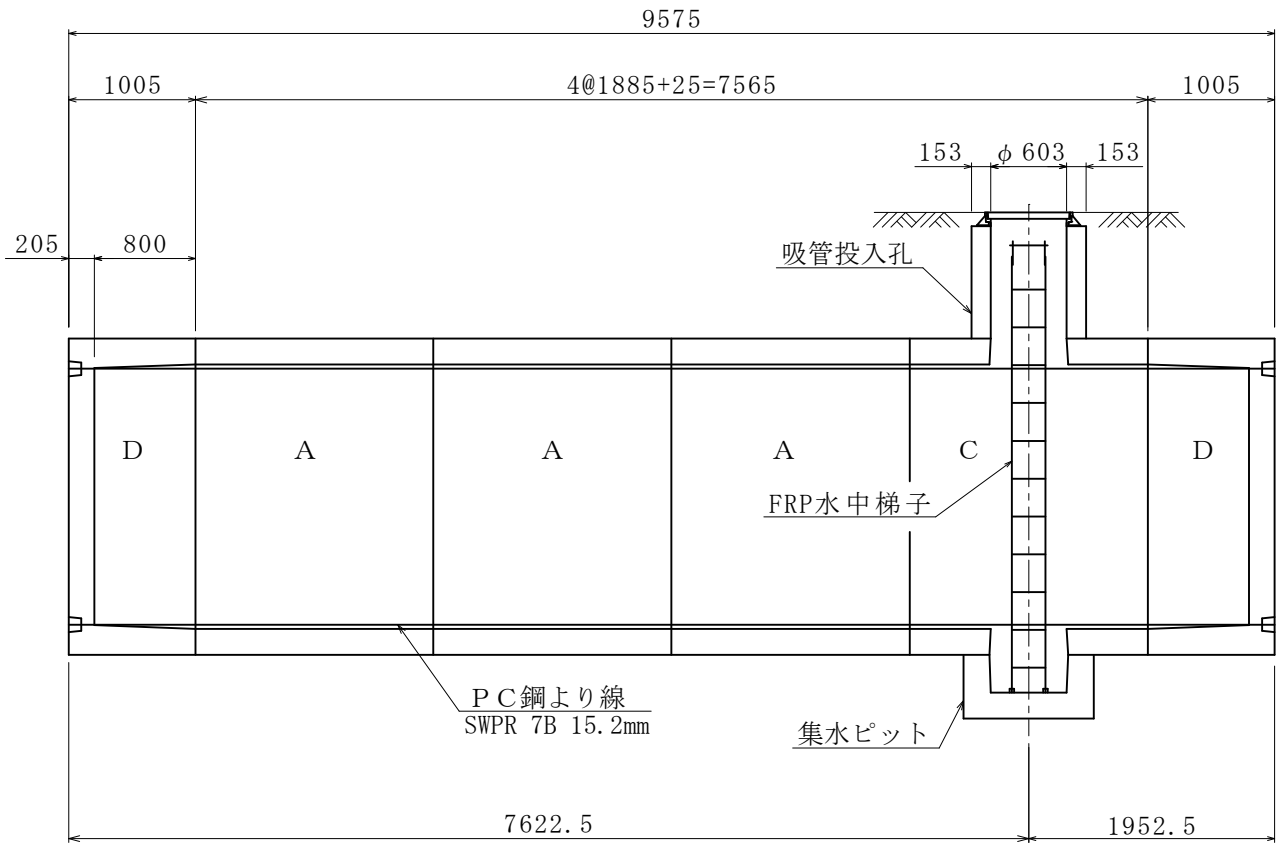 9575
1005
4@1885+25=7565
1005
153
φ603
153
205
800
吸管投入孔
D
A
A
A
C
D
FRP水中梯子
PC鋼より線
SWPR 7B 15.2mm
集水ピット
7622.5
1952.5